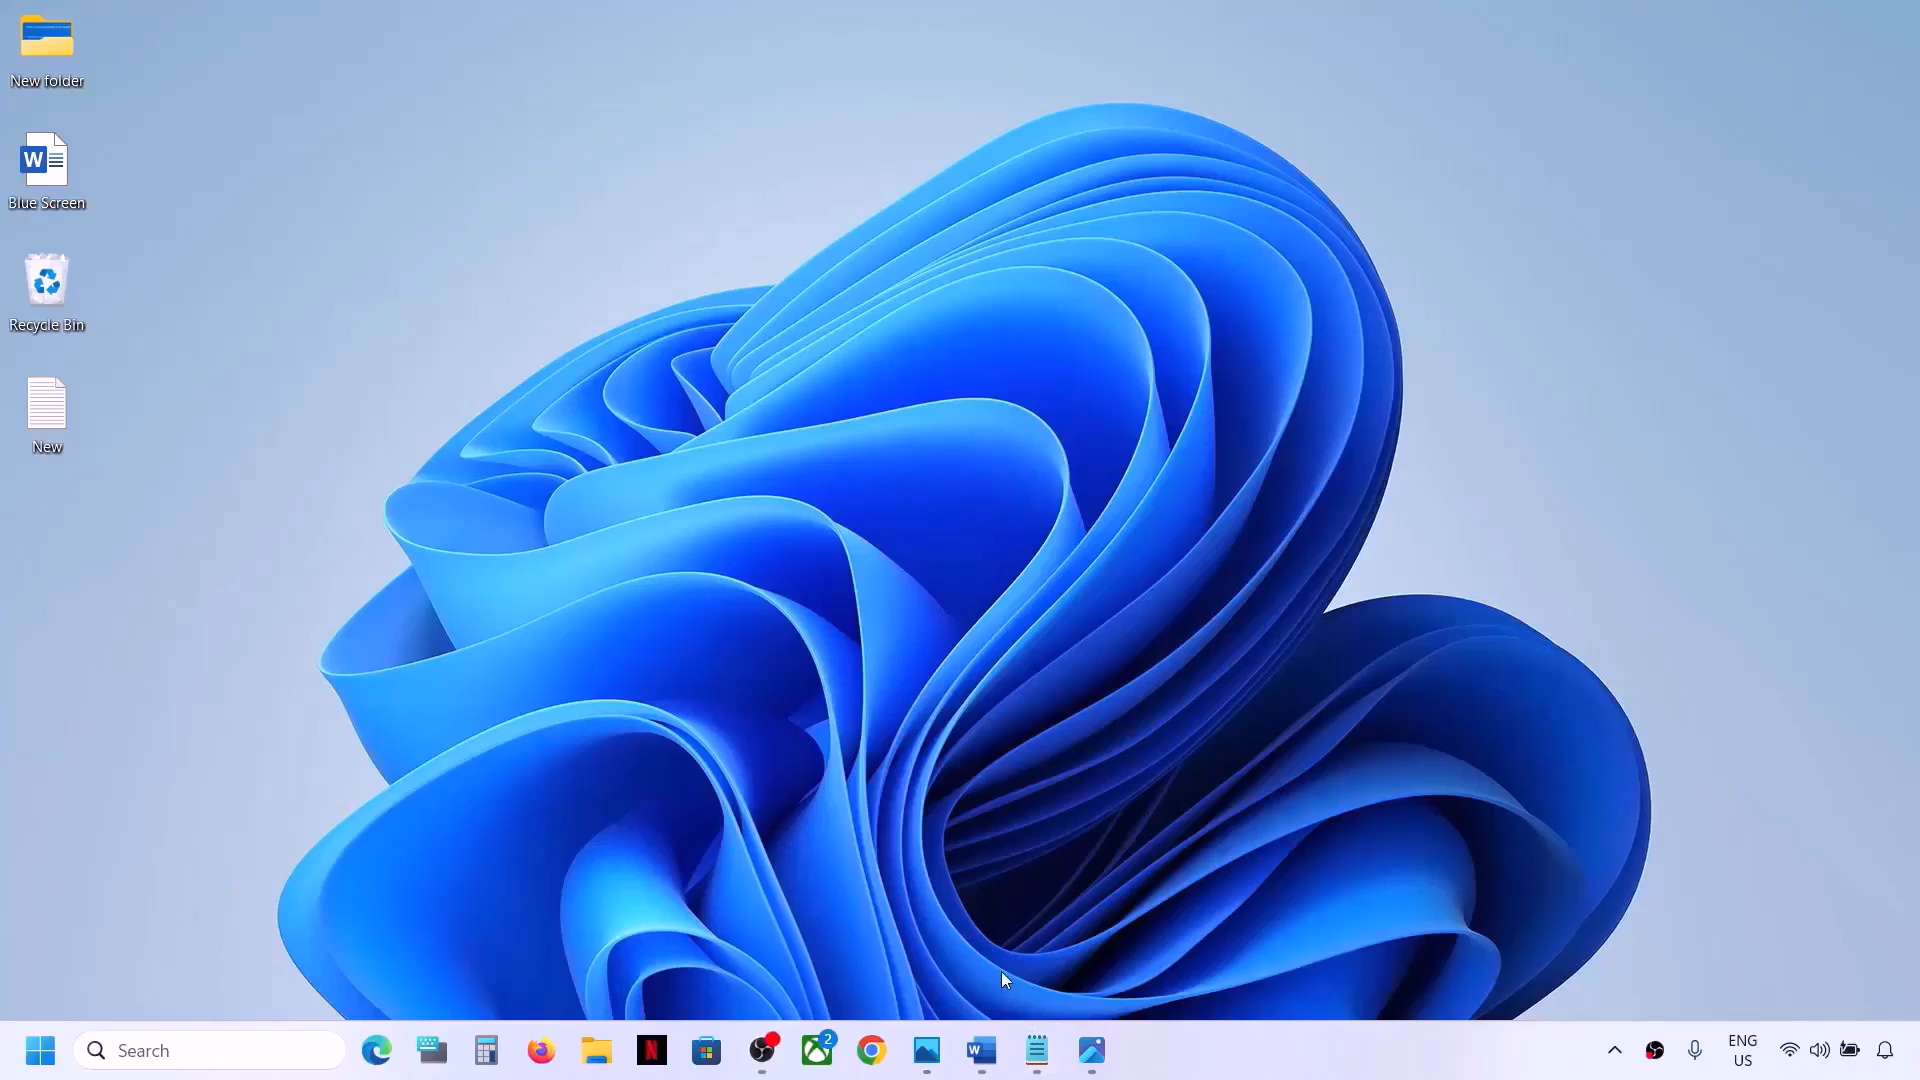 New folder
W
Blue Screen
Recycle Bin
New
Search
N
2
W
ENG
US